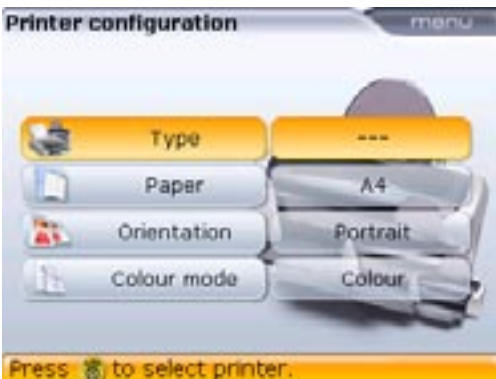 Printer configuration menu
Type ---
Paper A4
Orientation Portrait
Colour mode Colour
Press to select printer.